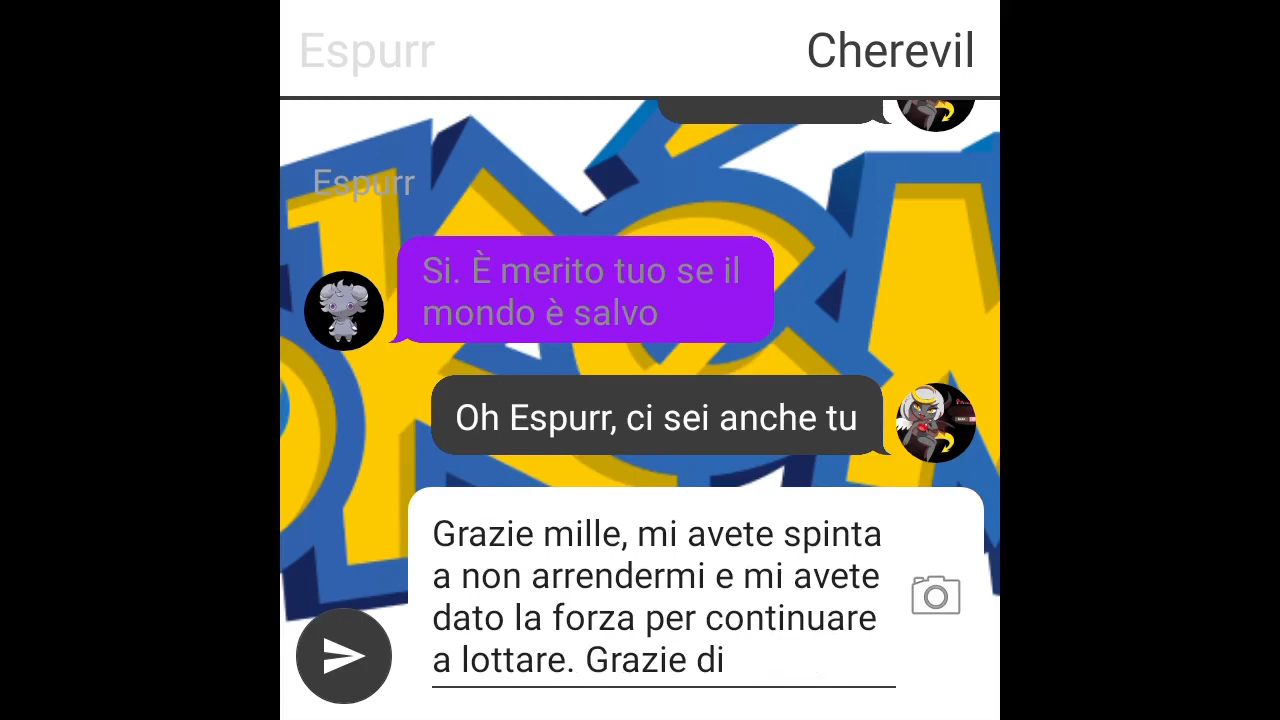 Espurr
Cherevil
Espurr
Si. È merito tuo se il
mondo è salvo
Oh Espurr, ci sei anche tu
Grazie mille, mi avete spinta
a non arrendermi e mi avete
dato la forza per continuare
a lottare. Grazie di